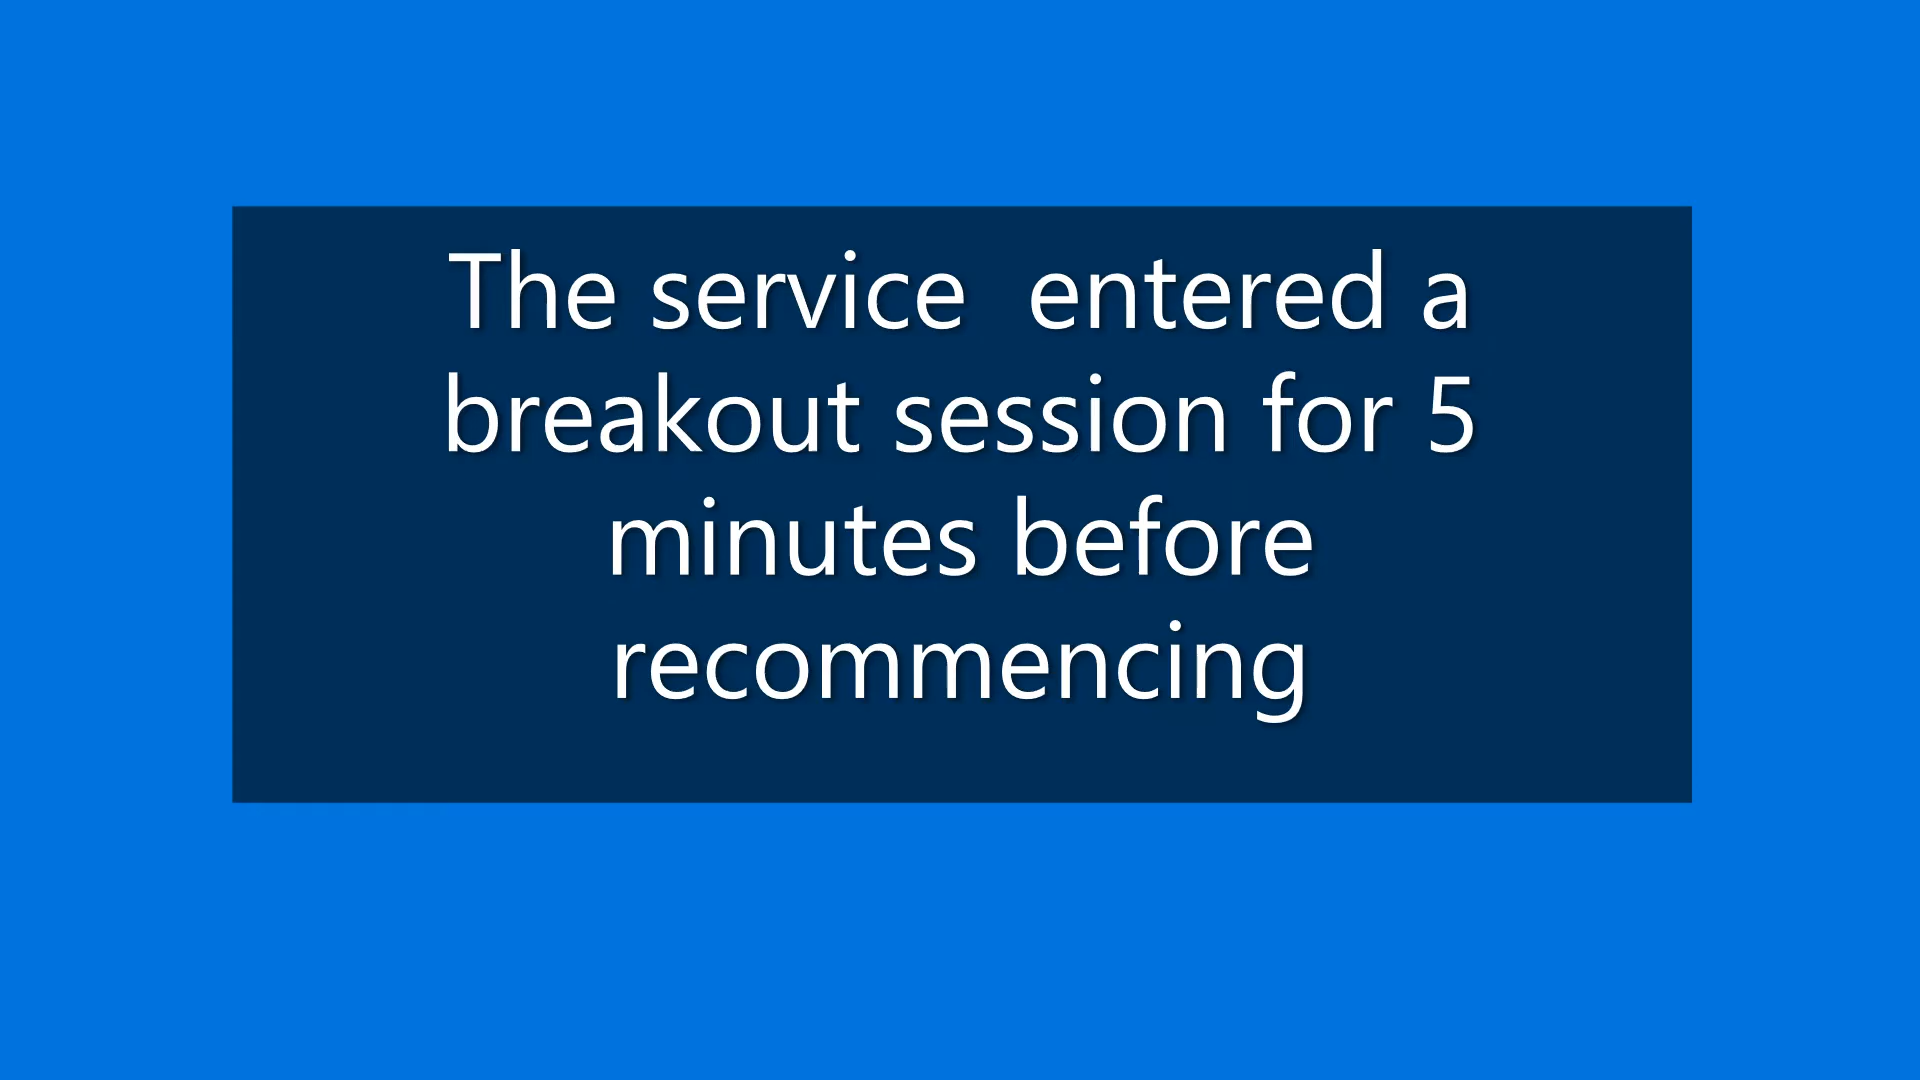 The service  entered a
breakout session for 5
minutes before
recommencing